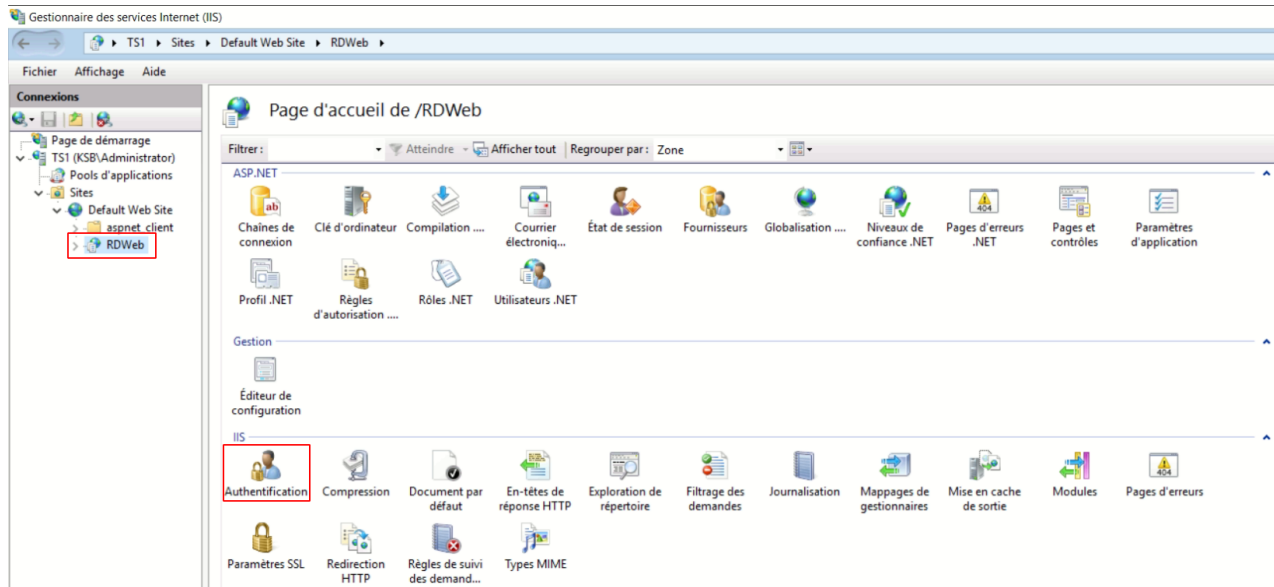 Gestionnaire des services Internet (IIS)
TS1 Sites Default Web Site RDWeb
Fichier Affichage Aide
Connexions
Page de démarrage
TS1 (KSB\Administrator)
Pools d'applications
Sites
Default Web Site
aspnet_client
RDWeb
Page d'accueil de /RDWeb
Filtrer : Atteindre Afficher tout Regrouper par : Zone
ASP.NET
Chaînes de connexion
Clé d'ordinateur
Compilation ....
Courrier électroniq...
État de session
Fournisseurs
Globalisation ....
Niveaux de confiance .NET
Pages d'erreurs .NET
Pages et contrôles
Paramètres d'application
Profil .NET
Règles d'autorisation ....
Rôles .NET
Utilisateurs .NET
Gestion
Éditeur de configuration
IIS
Authentification
Compression
Document par défaut
En-têtes de réponse HTTP
Exploration de répertoire
Filtrage des demandes
Journalisation
Mappages de gestionnaires
Mise en cache de sortie
Modules
Pages d'erreurs
Paramètres SSL
Redirection HTTP
Règles de suivi des demand...
Types MIME